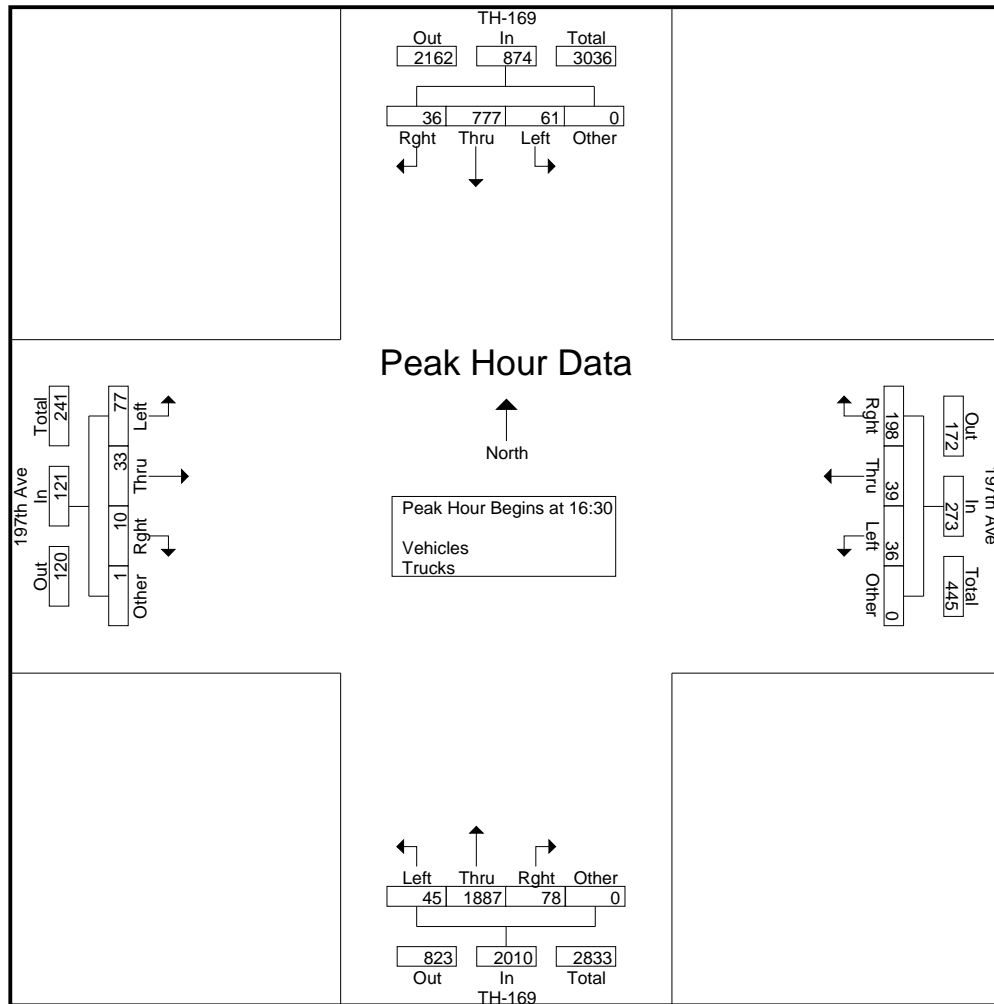 TH-169
Out In Total
2162 874 3036
36 777 61 0
Rght Thru Left Other
Peak Hour Data
North
Peak Hour Begins at 16:30
Vehicles
Trucks
197th Ave
Total In Out
241 121 120
77 33 10 1
Left Thru Rght Other
197th Ave
Out In Total
172 273 445
198 39 36 0
Rght Thru Left Other
Left Thru Rght Other
45 1887 78 0
823 2010 2833
Out In Total
TH-169